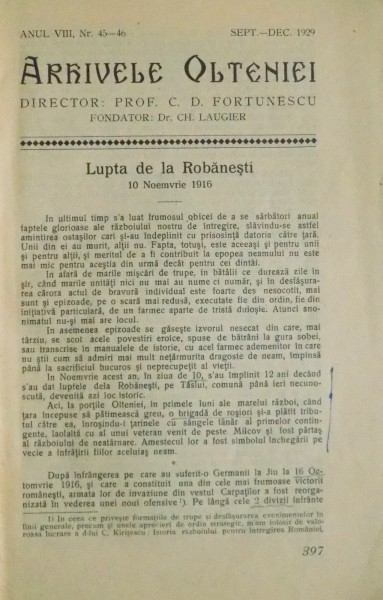 ANUL VIII, Nr. 45—46 SEPT.—DEC. 1929
ARHIVELE OLTENIEI
DIRECTOR: PROF. C. D. FORTUNESCU
FONDATOR: Dr. CH. LAUGIER
Lupta de la Robănești
10 Noemvrie 1916
In ultimul timp s'a luat frumosul obicei de a se sărbători anual
faptele glorioase ale războiului nostru de întregire, slăvindu-se astfel
amintirea ostașilor cari și-au îndeplinit cu prisosință datoria către țară.
Unii din ei au murit, alții nu. Fapta, totuși, este aceeași și pentru unii
și pentru alții, și meritul de a fi contribuit la epopea neamului nu este
mai mic pentru aceștia din urmă decât pentru cei dintâi.
In afară de marile mișcări de trupe, în bătălii ce durează zile în
șir, când marile unități nici nu mai au nume ci număr, și în desfășura-
rea cărora actul de bravură individual este foarte des nesocotit, mai
sunt și epizoade, pe o scară mai redusă, executate fie din ordin, fie din
inițiativă particulară, de un farmec aparte de tristă duioșie. Atunci ano-
nimatul nu-și mai are locul.
In asemenea epizoade se găsește izvorul nesecat din care, mai
târziu, se scot acele povestiri eroice, spuse de bătrâni la gura sobei,
sau transcrise în manualele de istorie, cu acel farmec ademenitor în care
nu știi cum să admiri mai mult nețărmurita dragoste de neam, împinsă
până la sacrificiul bucuros și neprecupețit al vieții.
In Noemvrie acest an, în ziua de 10, s'au împlinit 12 ani decând
s'au dat luptele dela Robănești, pe Tâslui, comună până ieri necuno-
scută, devenită azi loc istoric.
Aci, la porțile Olteniei, în primele luni ale marelui război, când
țara începuse să pătimească greu, o brigadă de roșiori și-a plătit tribu-
tul către ea, înroșindu-i țarinele cu sângele tânăr al primelor contin-
gente, laolaltă cu al unui veteran venit de peste Milcov și fost părtaș
al războiului de neatârnare. Amestecul lor a fost simbolul închegării pe
vecie a înfrățirii fiilor aceluiaș neam.
*
După înfrângerea pe care au suferit-o Germanii la Jiu la 16 Oc-
tomvrie 1916, și care a constituit una din cele mai frumoase victorii
românești, armata lor de invaziune din vestul Carpaților a fost reorga-
nizată în vederea unei noui ofensive ¹). Pe lângă cele 2 divizii înfrânte
1) In ceea ce privește formațiile de trupe și desfășurarea evenimentelor în
linii generale, precum și unele aprecieri de ordin strategic, m'am folosit de valo-
roasa lucrare a d-lui C. Kirițescu: Istoria războiului pentru întregirea României,
397